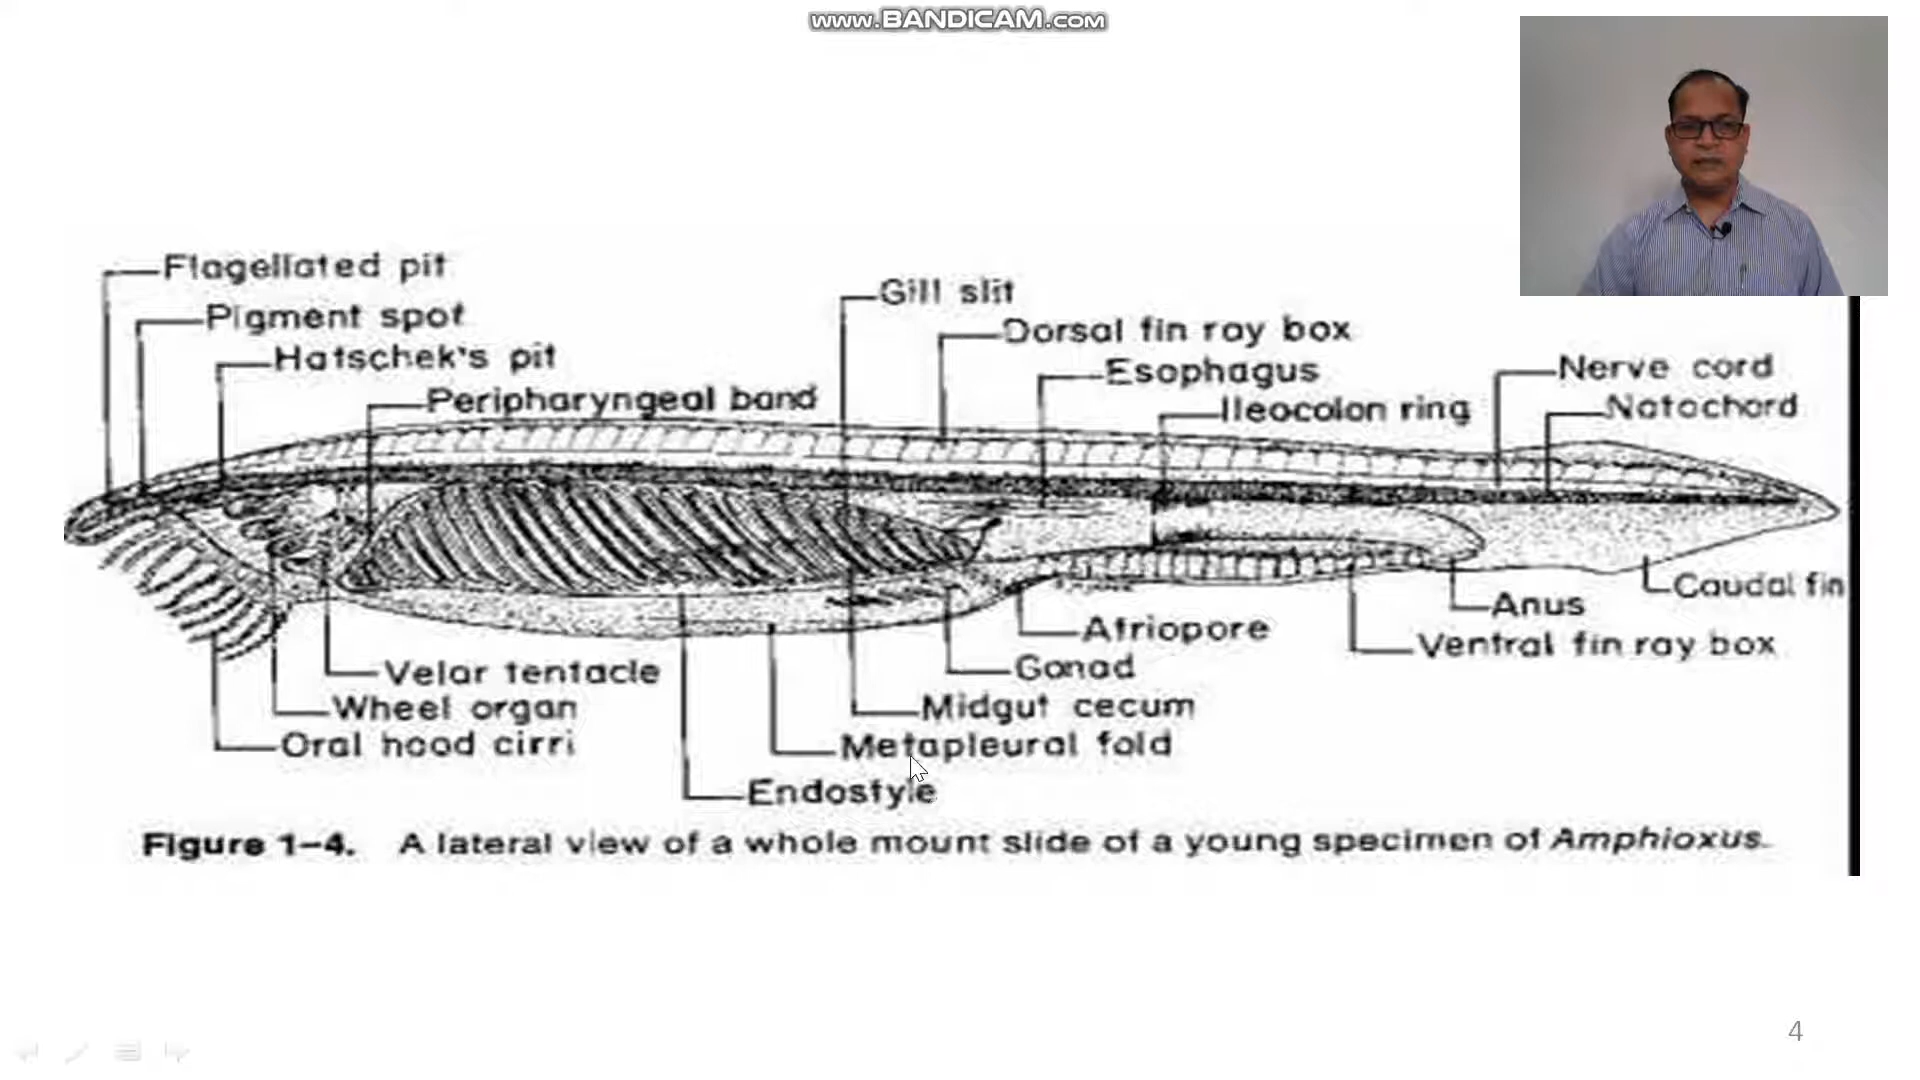 www.BANDICAM.com
Flagellated pit
Pigment spot
Hatschek's pit
Peripharyngeal band
Gill slit
Dorsal fin ray box
Esophagus
Ileocolon ring
Nerve cord
Notochord
Caudal fin
Anus
Ventral fin ray box
Atriopore
Gonad
Midgut cecum
Metapleural fold
Endostyle
Velar tentacle
Wheel organ
Oral hood cirri
Figure 1–4. A lateral view of a whole mount slide of a young specimen of Amphioxus.
4